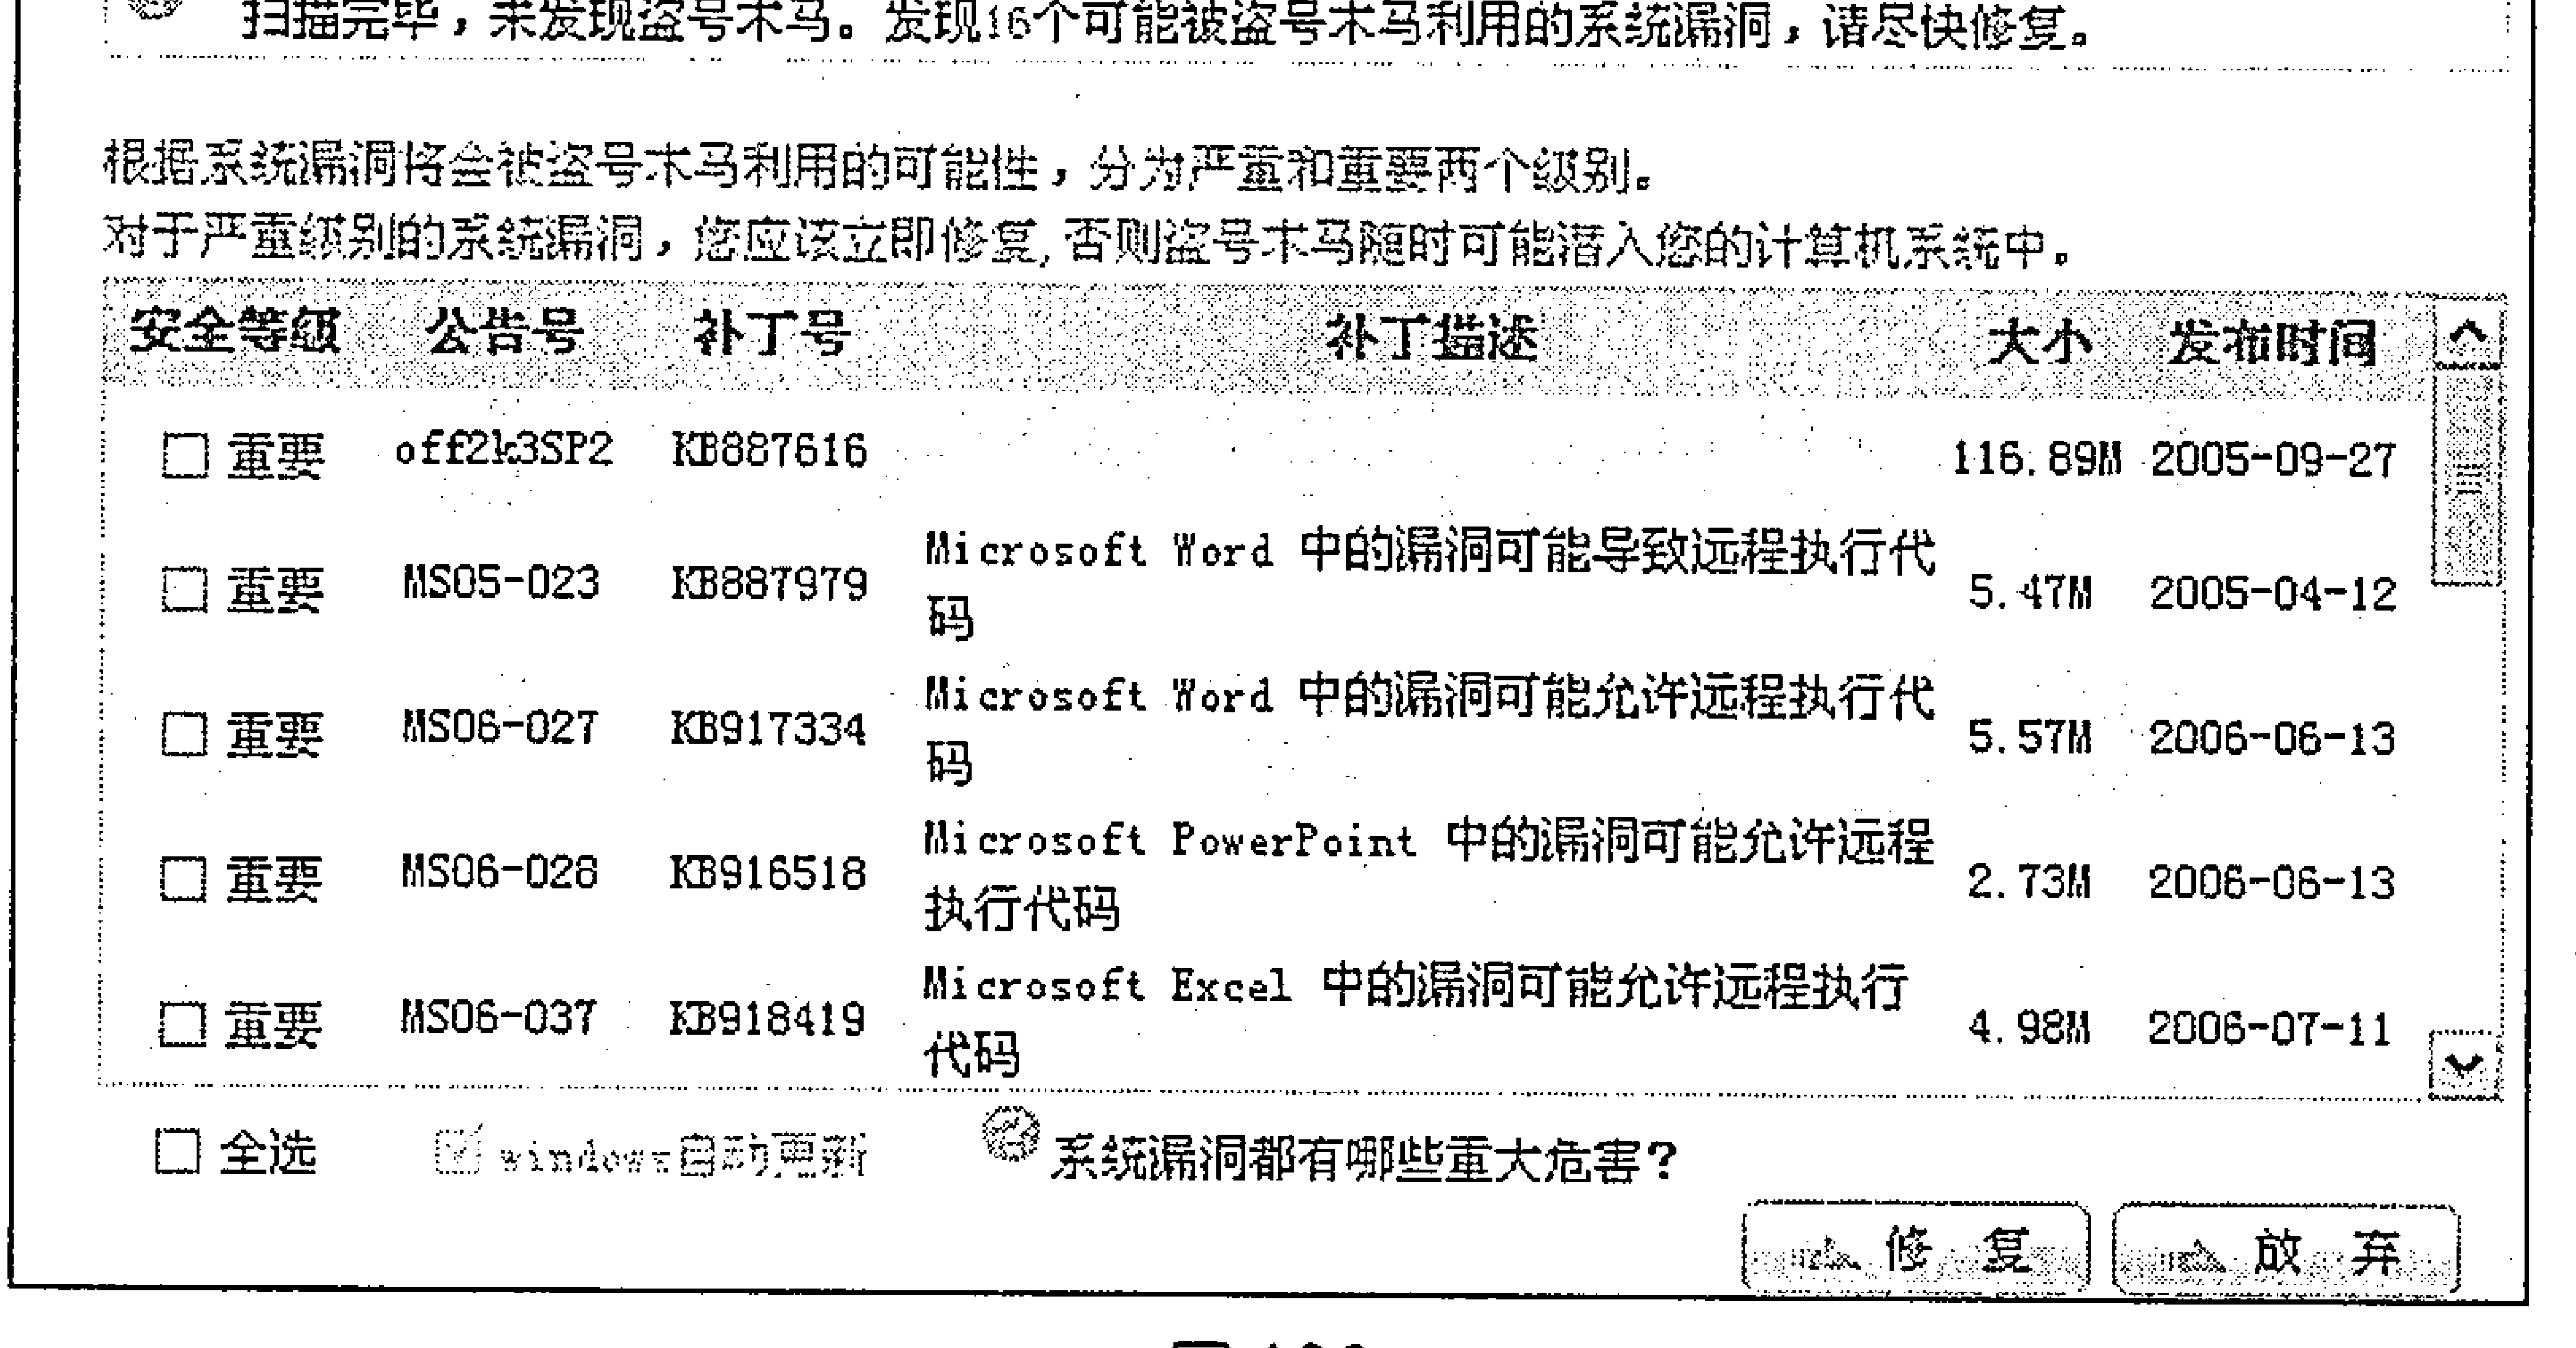 扫描完毕，未发现盗号木马。发现16个可能被盗号木马利用的系统漏洞，请尽快修复。
根据系统漏洞将会被盗号木马利用的可能性，分为严重和重要两个级别。
对于严重级别的系统漏洞，您应该立即修复,否则盗号木马随时可能潜入您的计算机系统中。
安全等级 公告号 补丁号 补丁描述 大小 发布时间
重要 off2k3SP2 KB887616 116.89M 2005-09-27
重要 MS05-023 KB887979 Microsoft Word 中的漏洞可能导致远程执行代 5.47M 2005-04-12
码
重要 MS06-027 KB917334 Microsoft Word 中的漏洞可能允许远程执行代 5.57M 2006-06-13
码
重要 MS06-028 KB916518 Microsoft PowerPoint 中的漏洞可能允许远程 2.73M 2006-06-13
执行代码
重要 MS06-037 KB918419 Microsoft Excel 中的漏洞可能允许远程执行 4.98M 2006-07-11
代码
全选 windows自动更新 系统漏洞都有哪些重大危害?
修 复 放 弃